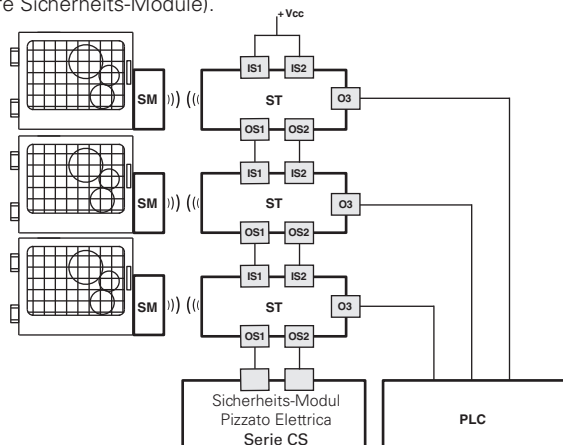 re Sicherheits-Module).
+Vcc
IS1 IS2
SM ST O3
OS1 OS2
IS1 IS2
SM ST O3
OS1 OS2
IS1 IS2
SM ST O3
OS1 OS2
Sicherheits-Modul
Pizzato Elettrica
Serie CS
PLC